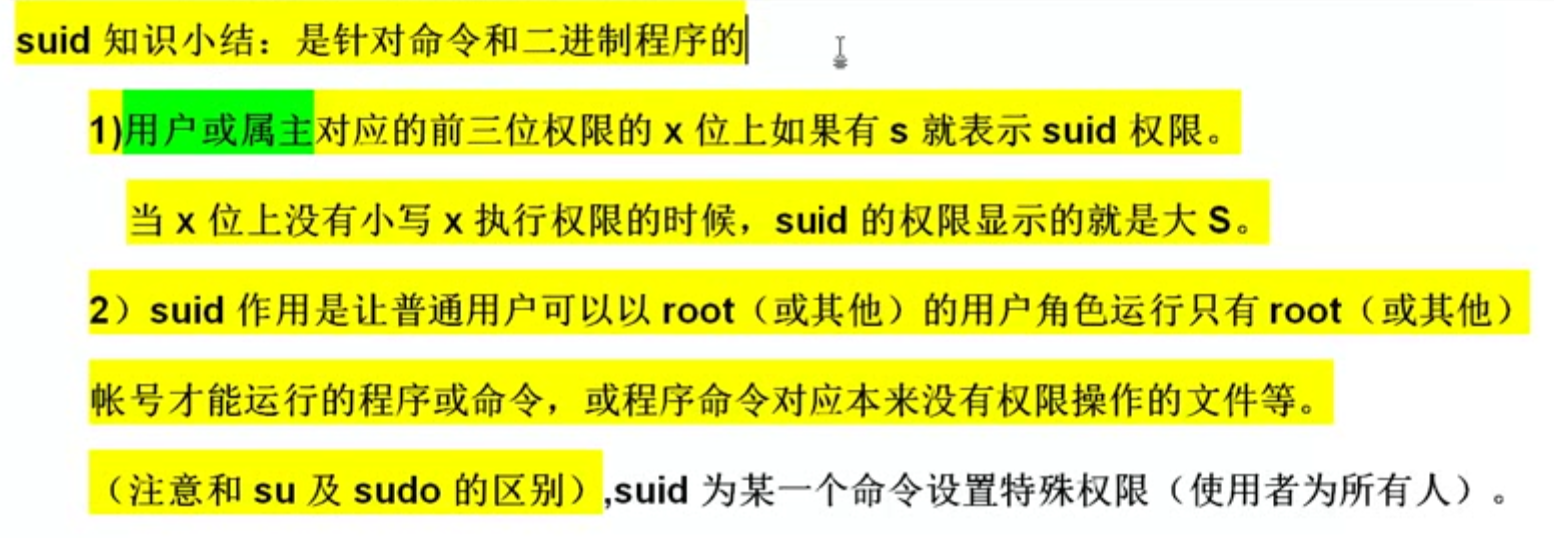 suid 知识小结：是针对命令和二进制程序的
1)用户或属主对应的前三位权限的 x 位上如果有 s 就表示 suid 权限。
当 x 位上没有小写 x 执行权限的时候，suid 的权限显示的就是大 S。
2）suid 作用是让普通用户可以以 root（或其他）的用户角色运行只有 root（或其他）
帐号才能运行的程序或命令，或程序命令对应本来没有权限操作的文件等。
（注意和 su 及 sudo 的区别）,suid 为某一个命令设置特殊权限（使用者为所有人）。